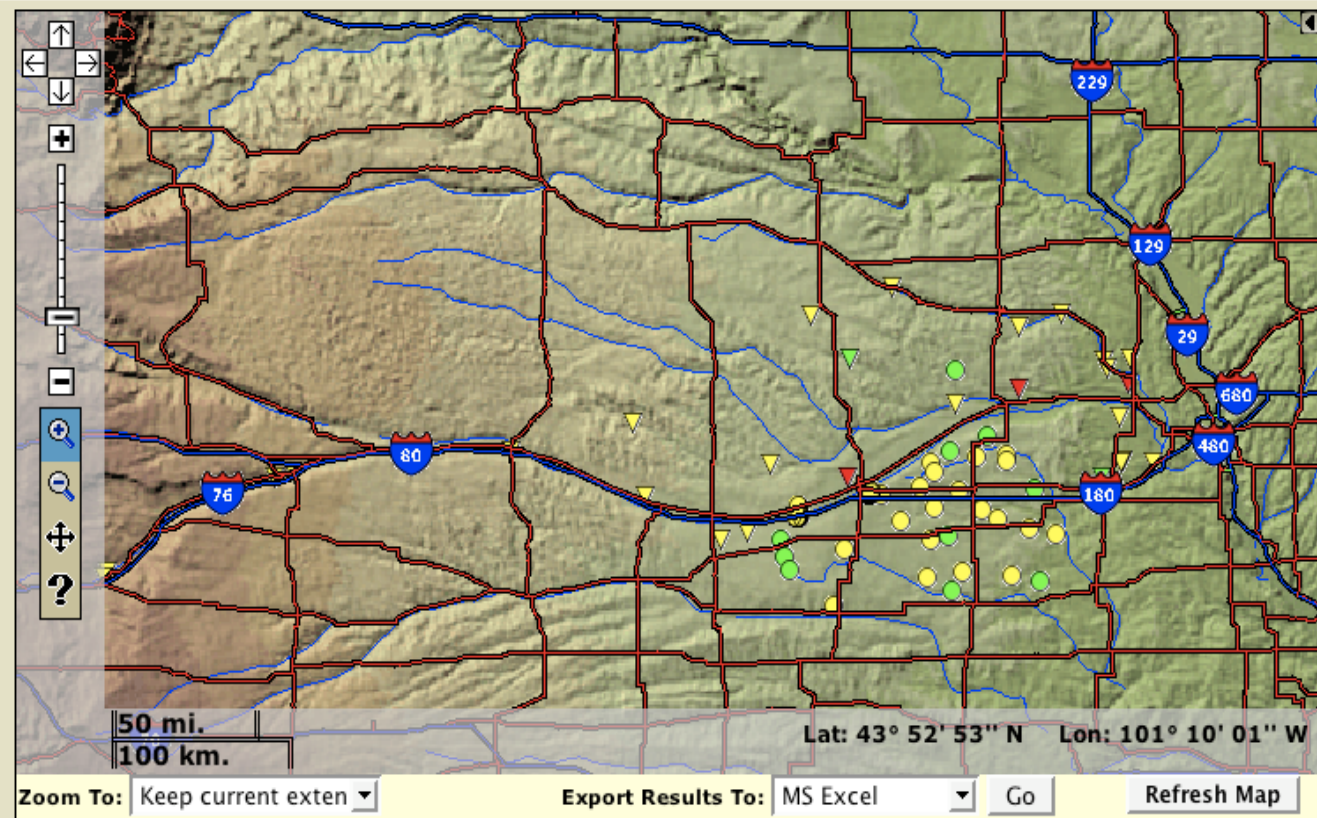 229
129
29
680
480
80
76
180
50 mi.
100 km.
Lat: 43° 52' 53'' N Lon: 101° 10' 01'' W
Zoom To: Keep current exten Export Results To: MS Excel Go Refresh Map